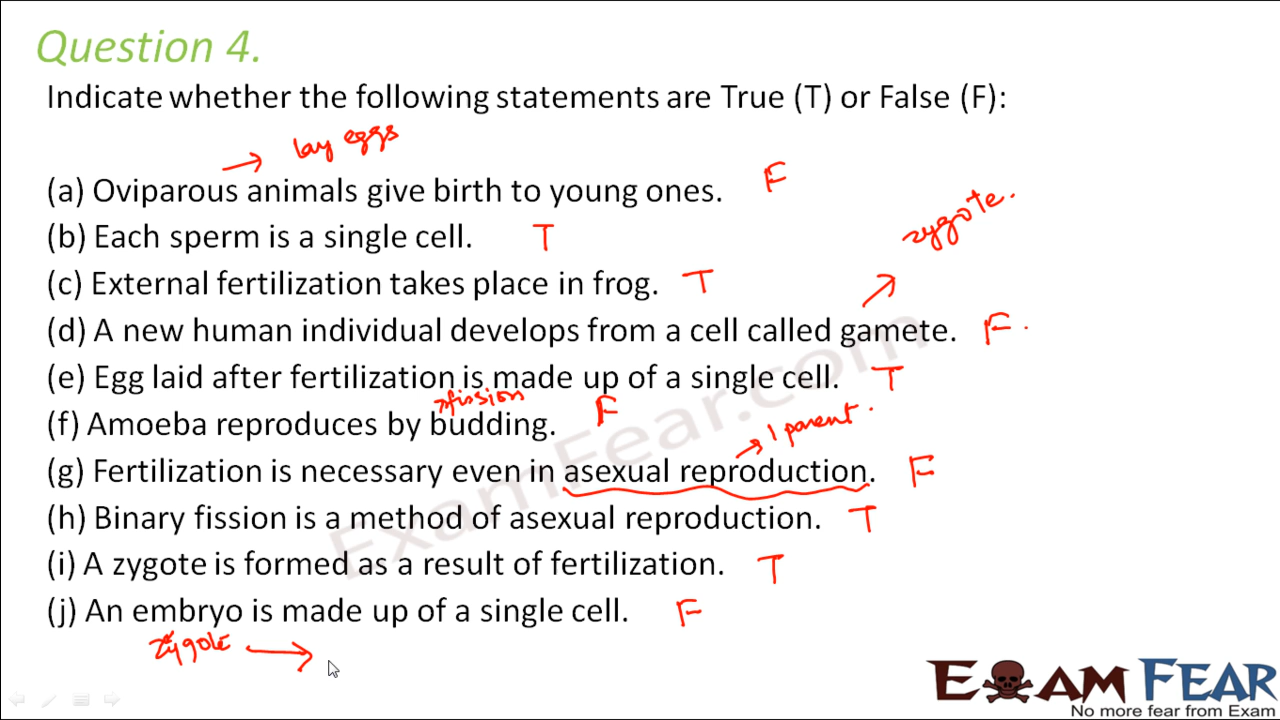 Question 4.
Indicate whether the following statements are True (T) or False (F):
→ lay eggs
(a) Oviparous animals give birth to young ones. F
zygote.
(b) Each sperm is a single cell. T
(c) External fertilization takes place in frog. T
(d) A new human individual develops from a cell called gamete. F.
(e) Egg laid after fertilization is made up of a single cell. T
fission
(f) Amoeba reproduces by budding. F
→ 1 parent.
(g) Fertilization is necessary even in asexual reproduction. F
(h) Binary fission is a method of asexual reproduction. T
(i) A zygote is formed as a result of fertilization. T
(j) An embryo is made up of a single cell. F
zygote →
ExamFear.com
EXAM FEAR
No more fear from Exam